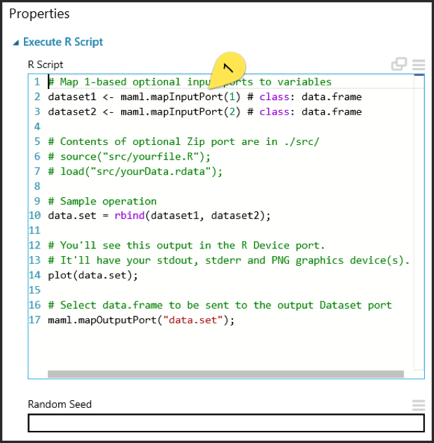 Properties
Execute R Script
R Script
1 # Map 1-based optional input ports to variables
2 dataset1 <- maml.mapInputPort(1) # class: data.frame
3 dataset2 <- maml.mapInputPort(2) # class: data.frame
4
5 # Contents of optional Zip port are in ./src/
6 # source("src/yourfile.R");
7 # load("src/yourData.rdata");
8
9 # Sample operation
10 data.set = rbind(dataset1, dataset2);
11
12 # You'll see this output in the R Device port.
13 # It'll have your stdout, stderr and PNG graphics device(s).
14 plot(data.set);
15
16 # Select data.frame to be sent to the output Dataset port
17 maml.mapOutputPort("data.set");
1
Random Seed